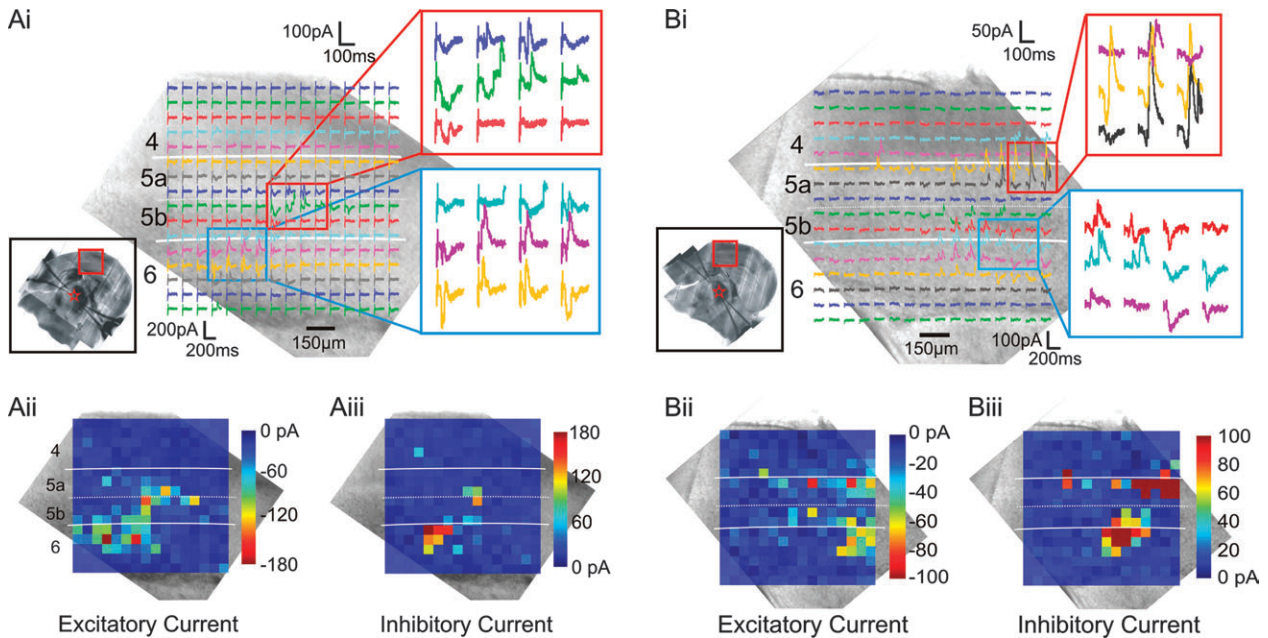 Ai
100pA
100ms
4
5a
5b
6
200pA
200ms
150µm
Bi
50pA
100ms
4
5a
5b
6
150µm
100pA
200ms
Aii
4
5a
5b
6
0 pA
-60
-120
-180
Excitatory Current
Aiii
180
120
60
0 pA
Inhibitory Current
Bii
0 pA
-20
-40
-60
-80
-100
Excitatory Current
Biii
100
80
60
40
20
0 pA
Inhibitory Current